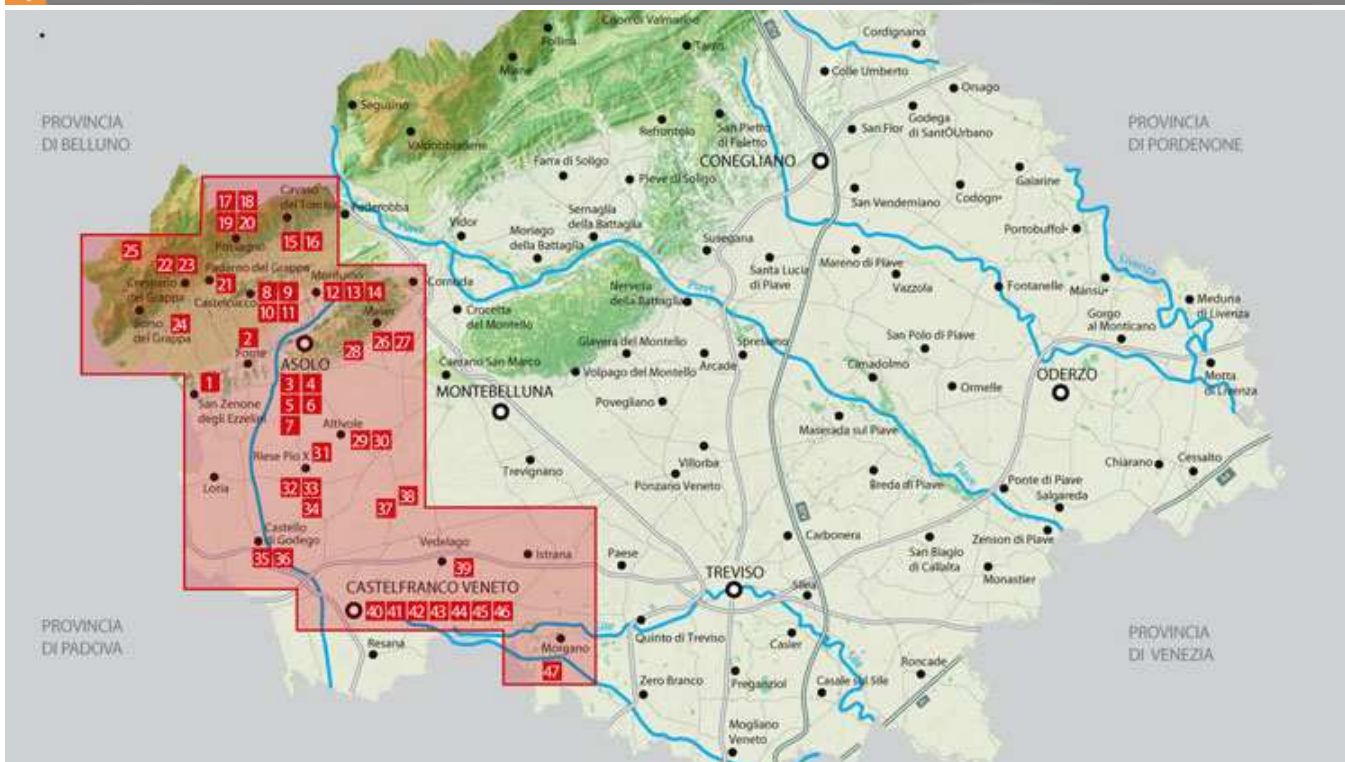 Cison di Valmarino
Follina
Tarzo
Miane
Cordignano
Colle Umberto
Orsago
Godega
di SantÒUrbano
San Fior
Segusino
Valdobbiadene
Refrontolo
San Pietro
di Feletto
CONEGLIANO
PROVINCIA
DI BELLUNO
PROVINCIA
DI PORDENONE
Farra di Soligo
Pieve di Soligo
Gaiarine
San Vendemiano
Codogn•
Portobuffol•
17 18
19 20
Cavaso
del Tomba
Pederobba
Possagno
15 16
Vidor
Piave
Sernaglia
della Battaglia
Moriago
della Battaglia
Susegana
Santa Lucia
di Piave
Mareno di Piave
Vazzola
Fontanelle
Mansu•
Livenza
Meduna
di Livenza
25
22 23
Paderno del Grappa
21
Crespano
del Grappa
Castelcucco
8 9
10 11
Monfumo
12 13 14
Cornuda
Crocetta
del Montello
Nervesa
della Battaglia
Piave
Piave
Gorgo
al Monticano
Motta
di Livenza
24
Borso
del Grappa
2
Fonte
ASOLO
Maser
26 27
28
Caerano San Marco
Giavera del Montello
Volpago del Montello
Arcade
Spresiano
San Polo di Piave
Cimadolmo
Ormelle
ODERZO
1
San Zenone
degli Ezzelini
3 4
5 6
7
MONTEBELLUNA
Povegliano
Maserada sul Piave
Altivole
29 30
Riese Pio X
31
Loria
32 33
34
37
38
Trevignano
Villorba
Ponzano Veneto
Breda di Piave
Piave
Ponte di Piave
Salgareda
Chiarano
Cessalto
Castello
di Godego
35 36
Vedelago
39
Istrana
Paese
Carbonera
San Biagio
di Callalta
Zenson di Piave
Monastier
TREVISO
Silea
CASTELFRANCO VENETO
40 41 42 43 44 45 46
PROVINCIA
DI PADOVA
PROVINCIA
DI VENEZIA
Resana
Morgano
47
Quinto di Treviso
Casier
Sile
Roncade
Zero Branco
Preganziol
Casale sul Sile
Mogliano
Veneto